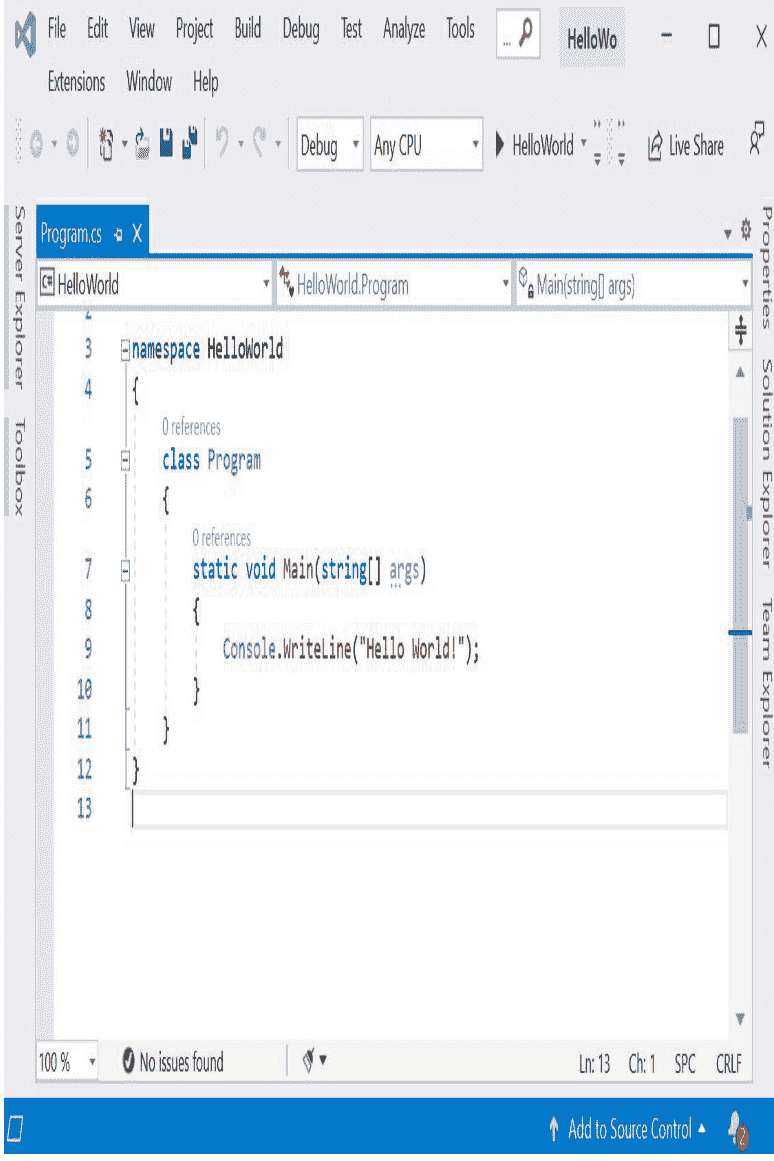 File Edit View Project Build Debug Test Analyze Tools ... HelloWo
Extensions Window Help
Debug Any CPU HelloWorld Live Share
Server Explorer
Toolbox
Program.cs
C# HelloWorld HelloWorld.Program Main(string[] args)
3 namespace HelloWorld
4 {
0 references
5 class Program
6 {
0 references
7 static void Main(string[] args)
8 {
9 Console.WriteLine("Hello World!");
10 }
11 }
12 }
13
Properties
Solution Explorer
Team Explorer
100 % No issues found Ln: 13 Ch: 1 SPC CRLF
Add to Source Control 2